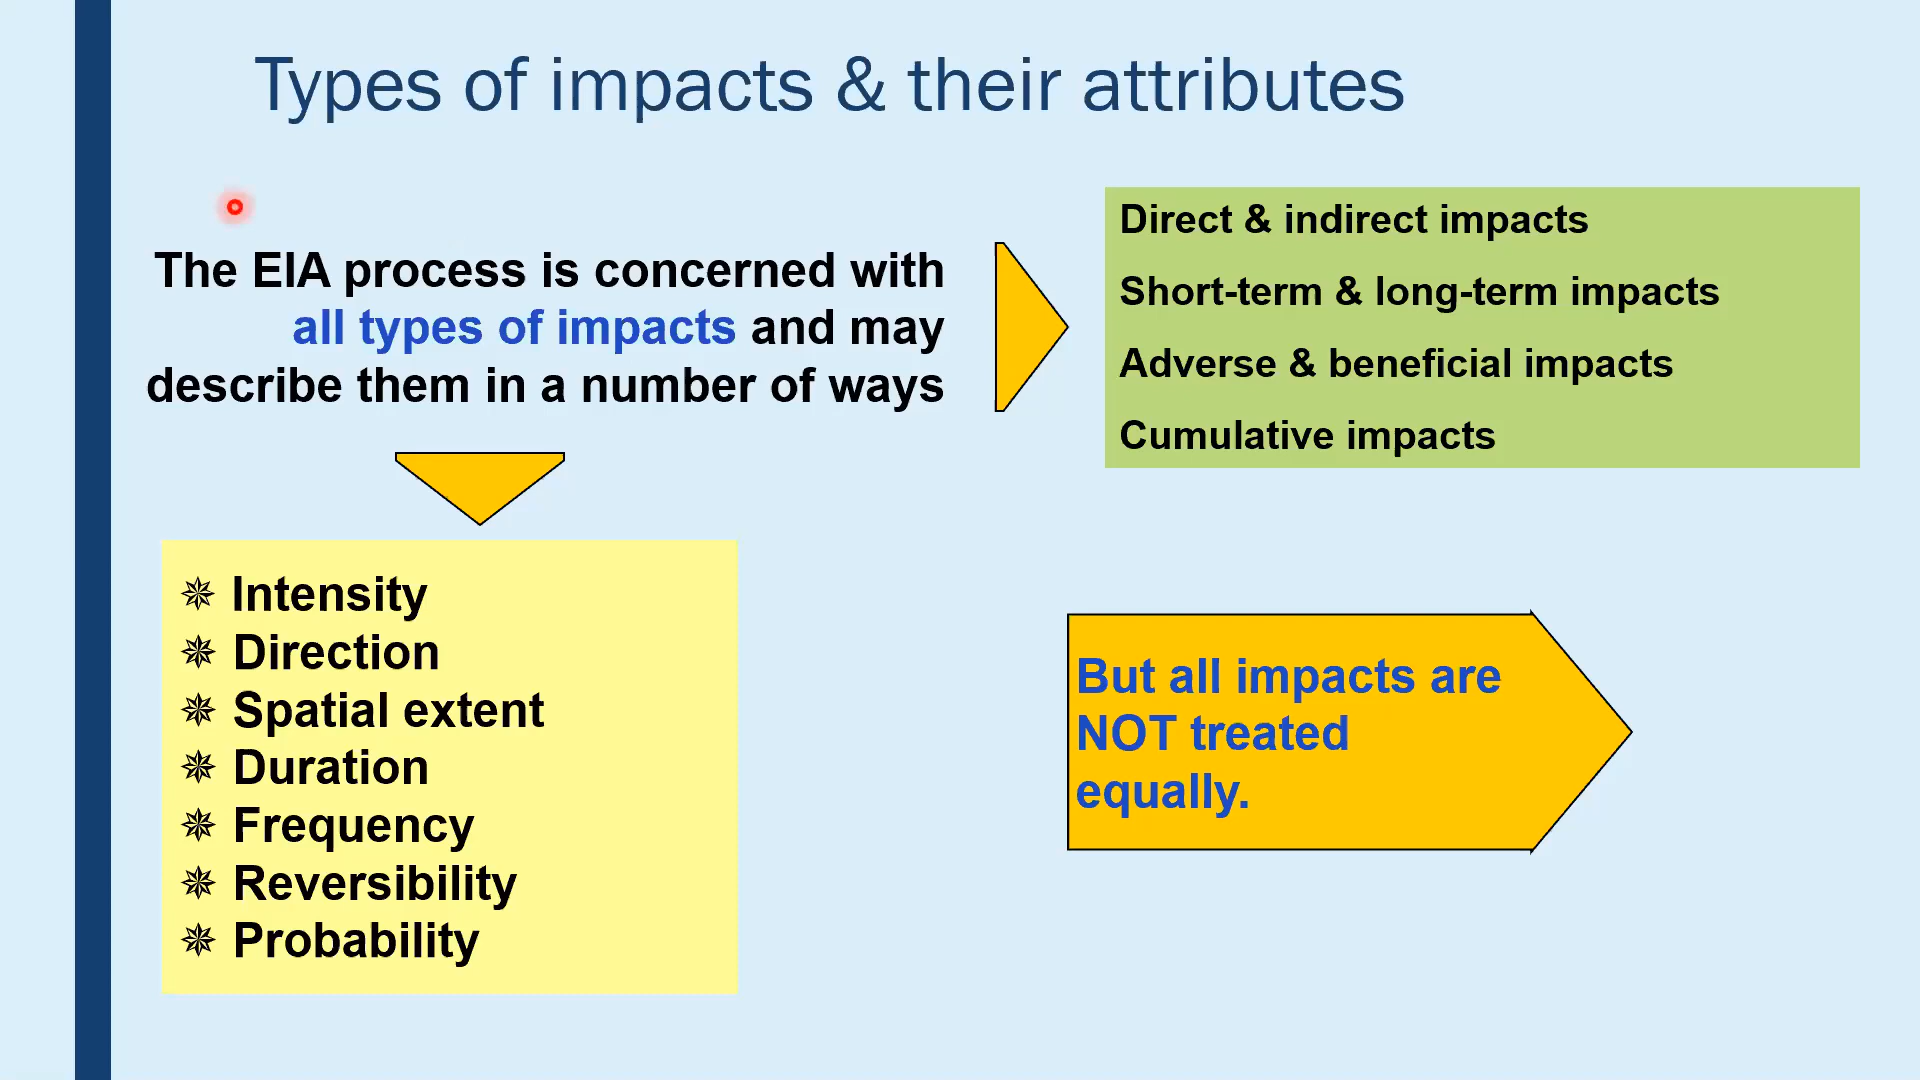 Types of impacts & their attributes
The EIA process is concerned with
all types of impacts and may
describe them in a number of ways
Direct & indirect impacts
Short-term & long-term impacts
Adverse & beneficial impacts
Cumulative impacts
✵ Intensity
✵ Direction
✵ Spatial extent
✵ Duration
✵ Frequency
✵ Reversibility
✵ Probability
But all impacts are
NOT treated
equally.